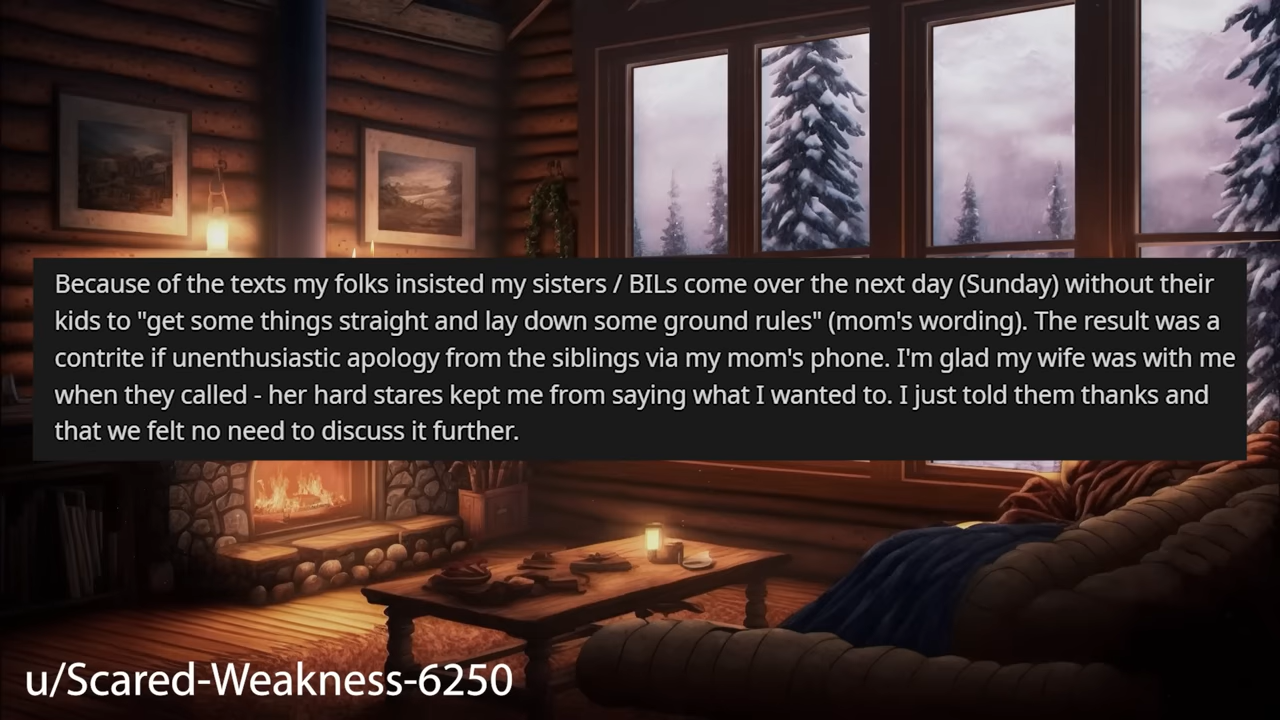 Because of the texts my folks insisted my sisters / BILs come over the next day (Sunday) without their
kids to "get some things straight and lay down some ground rules" (mom's wording). The result was a
contrite if unenthusiastic apology from the siblings via my mom's phone. I'm glad my wife was with me
when they called - her hard stares kept me from saying what I wanted to. I just told them thanks and
that we felt no need to discuss it further.
u/Scared-Weakness-6250